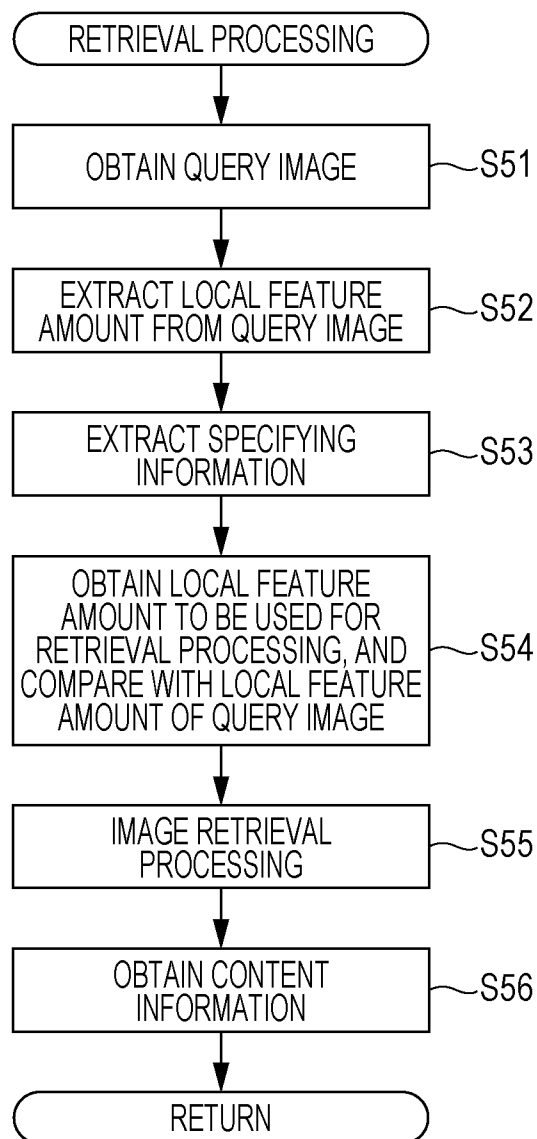 RETRIEVAL PROCESSING
OBTAIN QUERY IMAGE
S51
EXTRACT LOCAL FEATURE
AMOUNT FROM QUERY IMAGE
S52
EXTRACT SPECIFYING
INFORMATION
S53
OBTAIN LOCAL FEATURE
AMOUNT TO BE USED FOR
RETRIEVAL PROCESSING, AND
COMPARE WITH LOCAL FEATURE
AMOUNT OF QUERY IMAGE
S54
IMAGE RETRIEVAL
PROCESSING
S55
OBTAIN CONTENT
INFORMATION
S56
RETURN